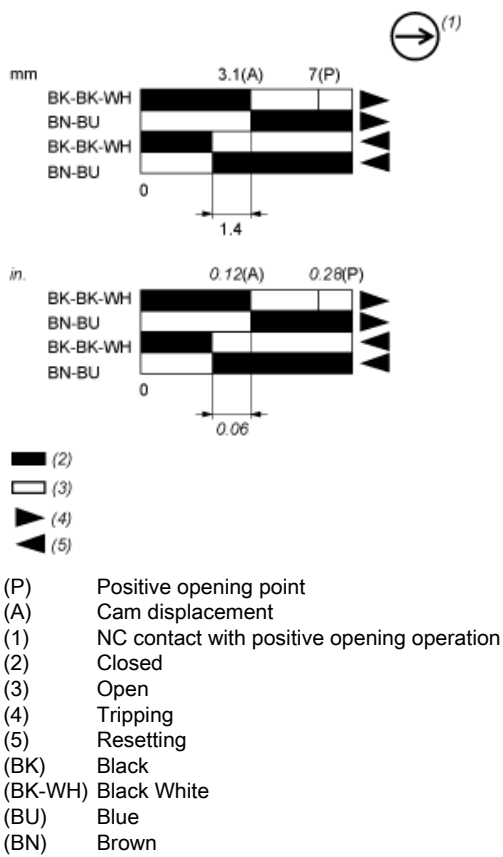 (1)
mm 3.1(A) 7(P)
BK-BK-WH
BN-BU
BK-BK-WH
BN-BU
0
1.4
in. 0.12(A) 0.28(P)
BK-BK-WH
BN-BU
BK-BK-WH
BN-BU
0
0.06
(2)
(3)
(4)
(5)
(P) Positive opening point
(A) Cam displacement
(1) NC contact with positive opening operation
(2) Closed
(3) Open
(4) Tripping
(5) Resetting
(BK) Black
(BK-WH) Black White
(BU) Blue
(BN) Brown